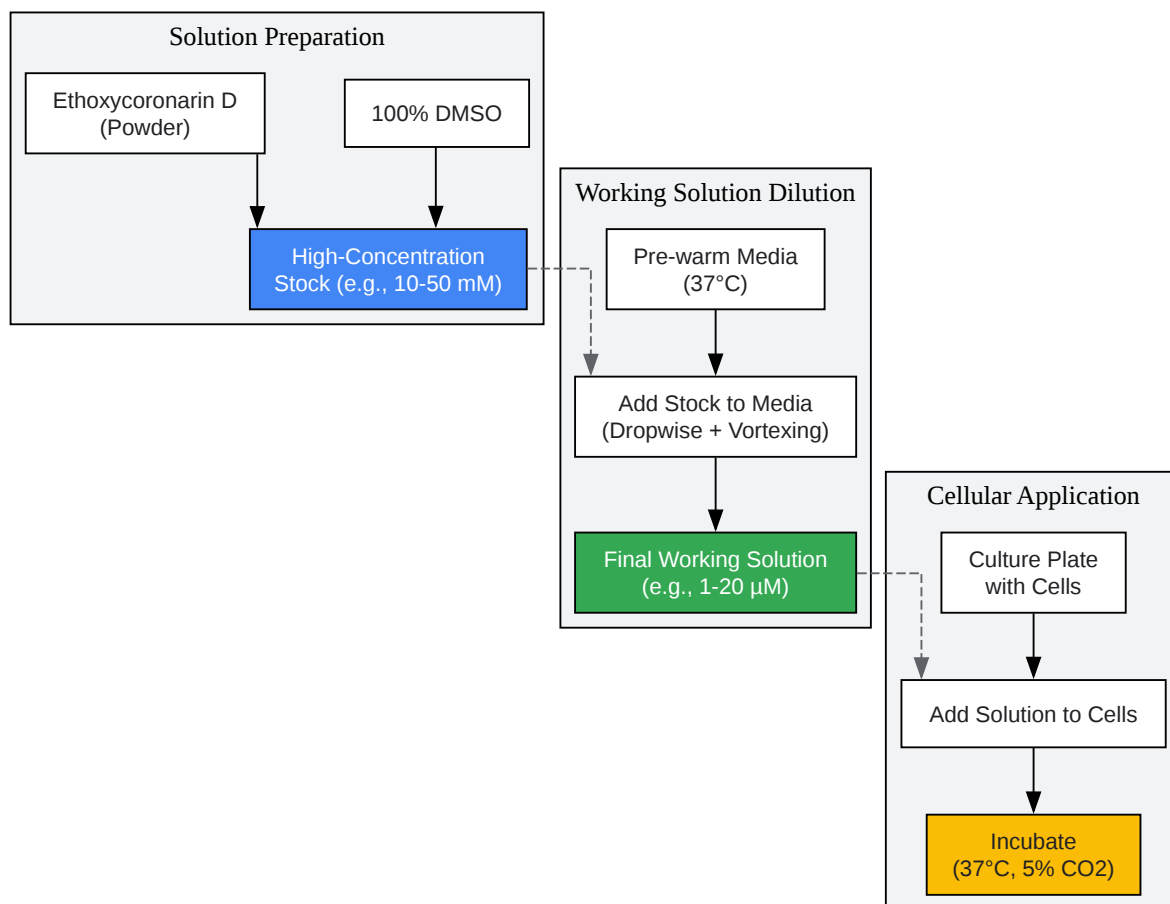 Solution Preparation
Ethoxycoronarin D
(Powder)
100% DMSO
High-Concentration
Stock (e.g., 10-50 mM)
Working Solution Dilution
Pre-warm Media
(37°C)
Add Stock to Media
(Dropwise + Vortexing)
Final Working Solution
(e.g., 1-20 µM)
Cellular Application
Culture Plate
with Cells
Add Solution to Cells
Incubate
(37°C, 5% CO2)